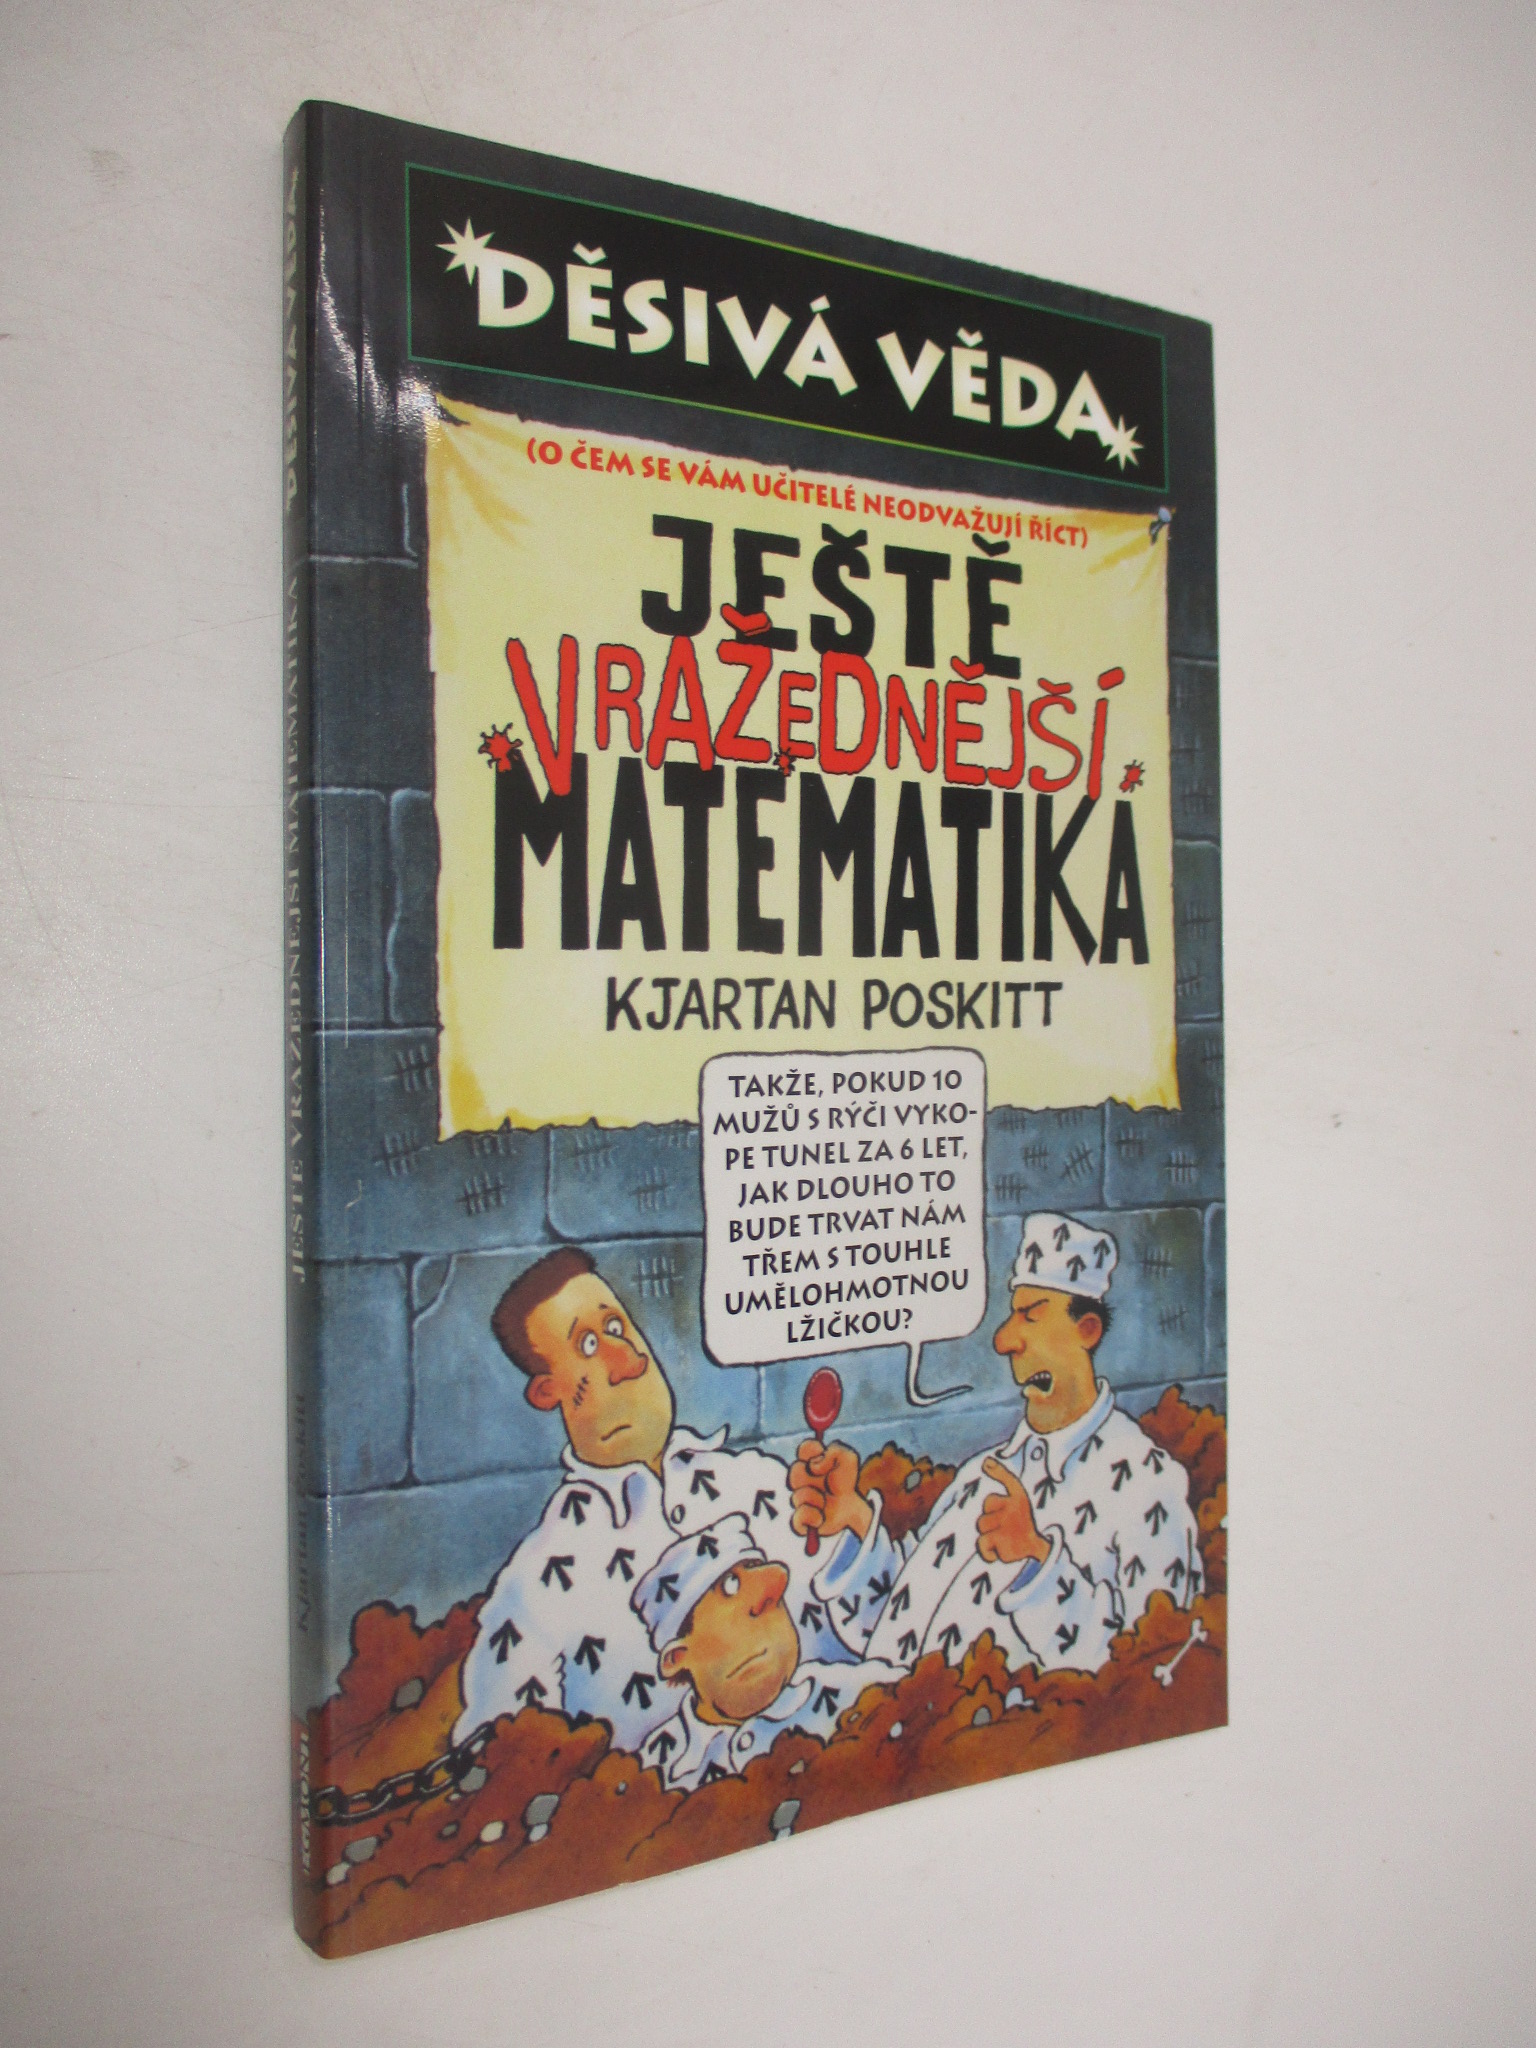 DĚSIVÁ VĚDA
(O ČEM SE VÁM UČITELÉ NEODVAŽUJÍ ŘÍCT)
JEŠTĚ
VRAŽEDNĚJŠÍ
MATEMATIKA
KJARTAN POSKITT
TAKŽE, POKUD 10
MUŽŮ S RÝČI VYKO-
PE TUNEL ZA 6 LET,
JAK DLOUHO TO
BUDE TRVAT NÁM
TŘEM S TOUHLE
UMĚLOHMOTNOU
LŽIČKOU?
DĚSIVÁ VĚDA
JEŠTĚ VRAŽEDNĚJŠÍ MATEMATIKA
Kjartan Poskitt
EGMONT